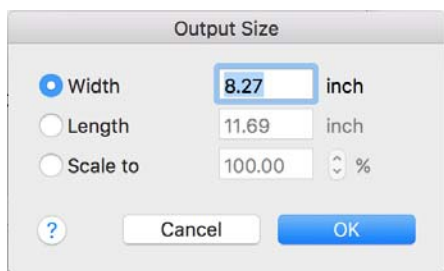 Output Size
Width 8.27 inch
Length 11.69 inch
Scale to 100.00 %
? Cancel OK